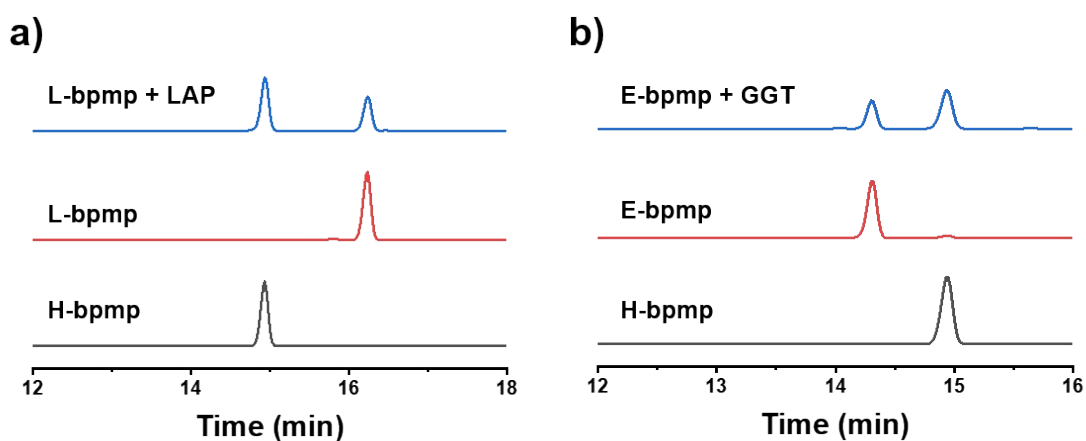 a)
L-bpmp + LAP
L-bpmp
H-bpmp
12 14 16 18
Time (min)
b)
E-bpmp + GGT
E-bpmp
H-bpmp
12 13 14 15 16
Time (min)